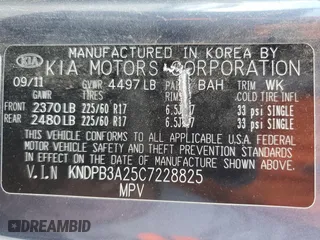 MANUFACTURED IN KOREA BY
KIA KIA MOTORS CORPORATION
09/11 GVWR 4497 LB PAINT BAH TRIM WK
GAWR TIRES RIMS
FRONT 2370 LB 225/60 R17 33 psi SINGLE
REAR 2480 LB 225/60 R17 33 psi SINGLE
THIS VEHICLE CONFORMS TO ALL APPLICABLE U.S.A. FEDERAL
MOTOR VEHICLE SAFETY AND THEFT PREVENTION STANDARDS
IN EFFECT ON THE DATE OF MANUFACTURE SHOWN ABOVE.
V.I.N KNDPB3A25C7228825
MPV
© DREAMBID.COM